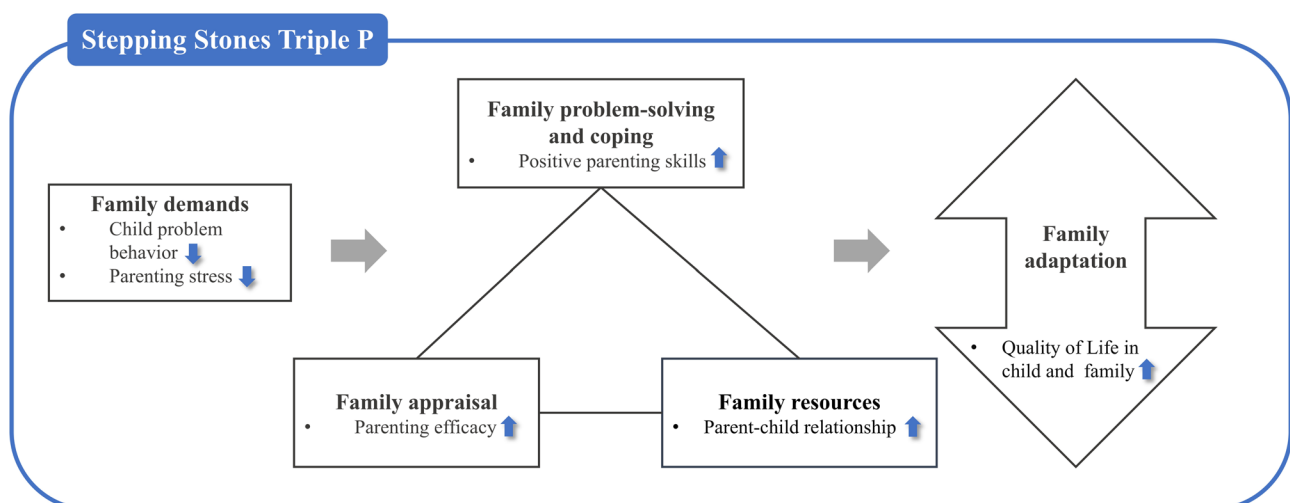 Stepping Stones Triple P
Family problem-solving
and coping
• Positive parenting skills
Family demands
• Child problem
behavior
• Parenting stress
Family
adaptation
• Quality of Life in
child and family
Family appraisal
• Parenting efficacy
Family resources
• Parent-child relationship